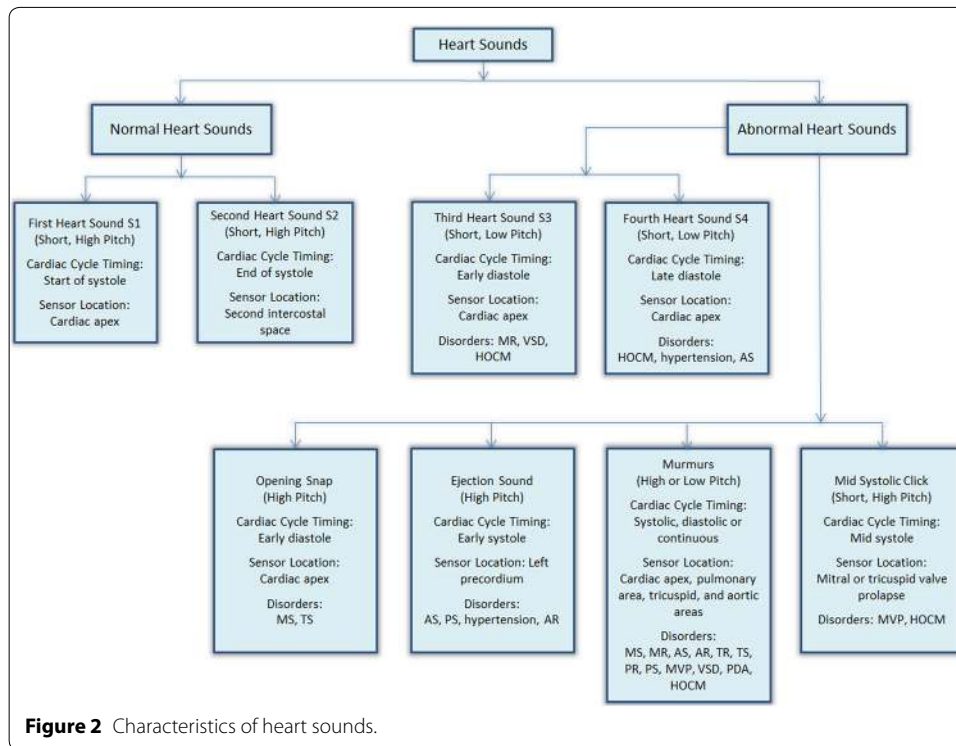 Heart Sounds
Normal Heart Sounds
Abnormal Heart Sounds
First Heart Sound S1
(Short, High Pitch)
Cardiac Cycle Timing:
Start of systole
Sensor Location:
Cardiac apex
Second Heart Sound S2
(Short, High Pitch)
Cardiac Cycle Timing:
End of systole
Sensor Location:
Second intercostal
space
Third Heart Sound S3
(Short, Low Pitch)
Cardiac Cycle Timing:
Early diastole
Sensor Location:
Cardiac apex
Disorders: MR, VSD,
HOCM
Fourth Heart Sound S4
(Short, Low Pitch)
Cardiac Cycle Timing:
Late diastole
Sensor Location:
Cardiac apex
Disorders:
HOCM, hypertension, AS
Opening Snap
(High Pitch)
Cardiac Cycle Timing:
Early diastole
Sensor Location:
Cardiac apex
Disorders:
MS, TS
Ejection Sound
(High Pitch)
Cardiac Cycle Timing:
Early systole
Sensor Location: Left
precordium
Disorders:
AS, PS, hypertension, AR
Murmurs
(High or Low Pitch)
Cardiac Cycle Timing:
Systolic, diastolic or
continuous
Sensor Location:
Cardiac apex, pulmonary
area, tricuspid, and aortic
areas
Disorders:
MS, MR, AS, AR, TR, TS,
PR, PS, MVP, VSD, PDA,
HOCM
Mid Systolic Click
(Short, High Pitch)
Cardiac Cycle Timing:
Mid systole
Sensor Location:
Mitral or tricuspid valve
prolapse
Disorders: MVP, HOCM
Figure 2 Characteristics of heart sounds.